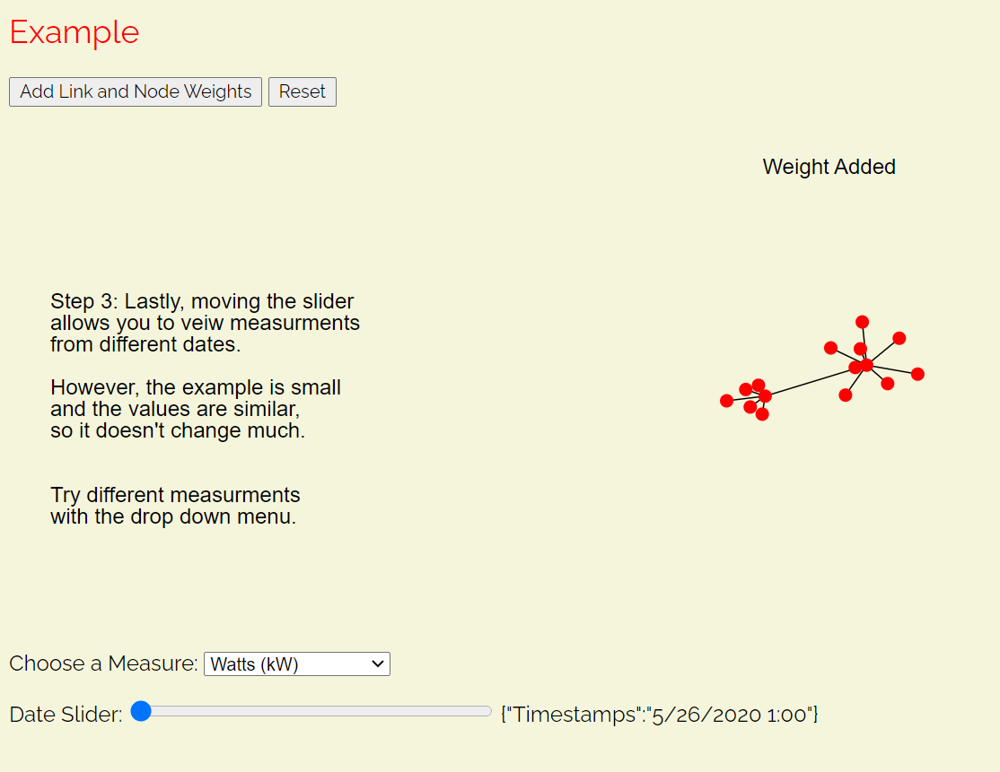 Example
Add Link and Node Weights Reset
Weight Added
Step 3: Lastly, moving the slider
allows you to veiw measurments
from different dates.
However, the example is small
and the values are similar,
so it doesn't change much.
Try different measurments
with the drop down menu.
Choose a Measure: Watts (kW)
Date Slider: {"Timestamps":"5/26/2020 1:00"}